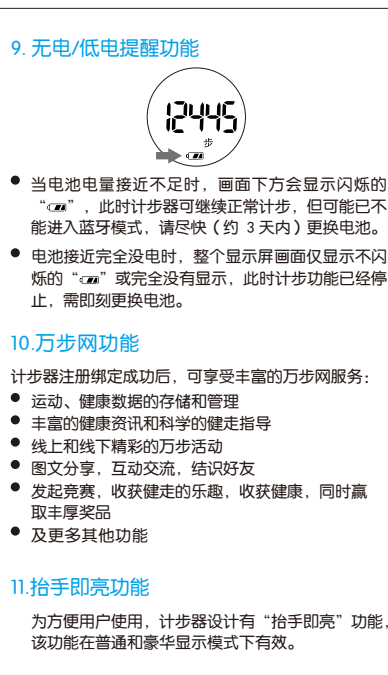 9. 无电/低电提醒功能
12445
步
● 当电池电量接近不足时，画面下方会显示闪烁的
“”，此时计步器可继续正常计步，但可能已不
能进入蓝牙模式，请尽快（约 3 天内）更换电池。
● 电池接近完全没电时，整个显示屏画面仅显示不闪
烁的“”或完全没有显示，此时计步功能已经停
止，需即刻更换电池。
10.万步网功能
计步器注册绑定成功后，可享受丰富的万步网服务：
● 运动、健康数据的存储和管理
● 丰富的健康资讯和科学的健走指导
● 线上和线下精彩的万步活动
● 图文分享，互动交流，结识好友
● 发起竞赛，收获健走的乐趣，收获健康，同时赢
取丰厚奖品
● 及更多其他功能
11.抬手即亮功能
为方便用户使用，计步器设计有“抬手即亮”功能，
该功能在普通和豪华显示模式下有效。